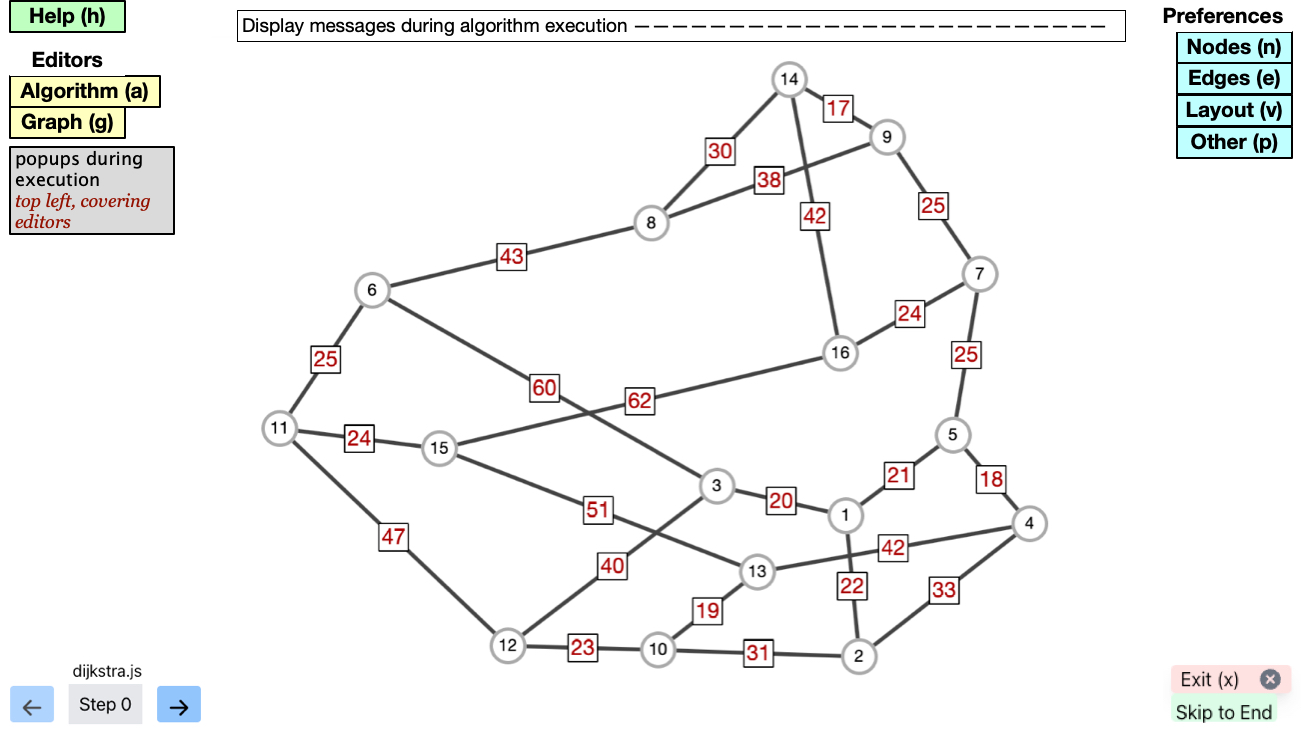 Help (h)
Display messages during algorithm execution — — — — — — — — — — — — — — — — — — — — — — — — —
Preferences
Editors
Algorithm (a)
Graph (g)
popups during
execution
top left, covering
editors
Nodes (n)
Edges (e)
Layout (v)
Other (p)
14
17
9
30
38
8
42
25
43
7
6
24
16
25
25
60
62
11
24
15
5
3
20
21
18
1
4
51
47
40
13
42
22
33
19
12
23
10
31
2
dijkstra.js
← Step 0 →
Exit (x)
Skip to End